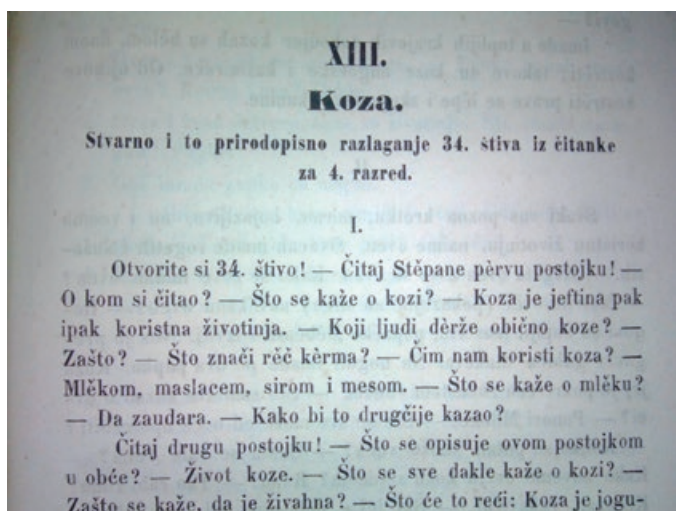 XIII.
Koza.
Stvarno i to prirodopisno razlaganje 34. štiva iz čitanke
za 4. razred.
I.
Otvorite si 34. štivo! — Čitaj Stěpane pèrvu postojku! —
O kom si čitao? — Što se kaže o kozi? — Koza je jeftina pak
ipak koristna životinja. — Koji ljudi dèrže obično koze? —
Zašto? — Što znači rěč kèrma? — Čim nam koristi koza? —
Mlěkom, maslacem, sirom i mesom. — Što se kaže o mlěku?
— Da zaudara. — Kako bi to drugčije kazao?
Čitaj drugu postojku! — Što se opisuje ovom postojkom
u obće? — Život koze. — Što se sve dakle kaže o kozi? —
Zašto se kaže, da je živahna? — Što će to reći: Koza je jogu-